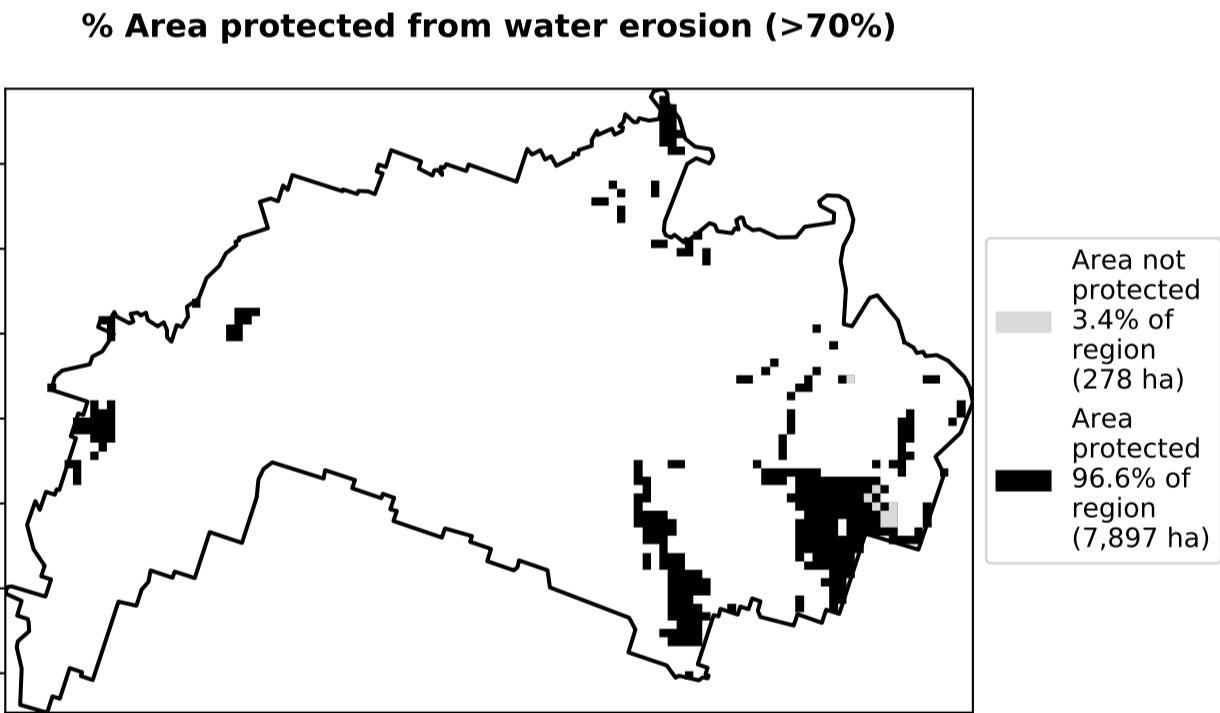 % Area protected from water erosion (>70%)
Area not
protected
3.4% of
region
(278 ha)
Area
protected
96.6% of
region
(7,897 ha)